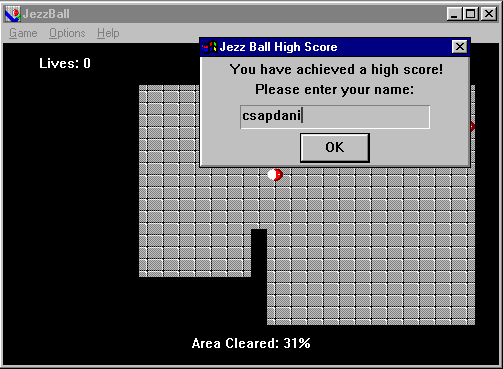 JezzBall
Game Options Help
Lives: 0
Jezz Ball High Score
You have achieved a high score!
Please enter your name:
csapdani
OK
Area Cleared: 31%